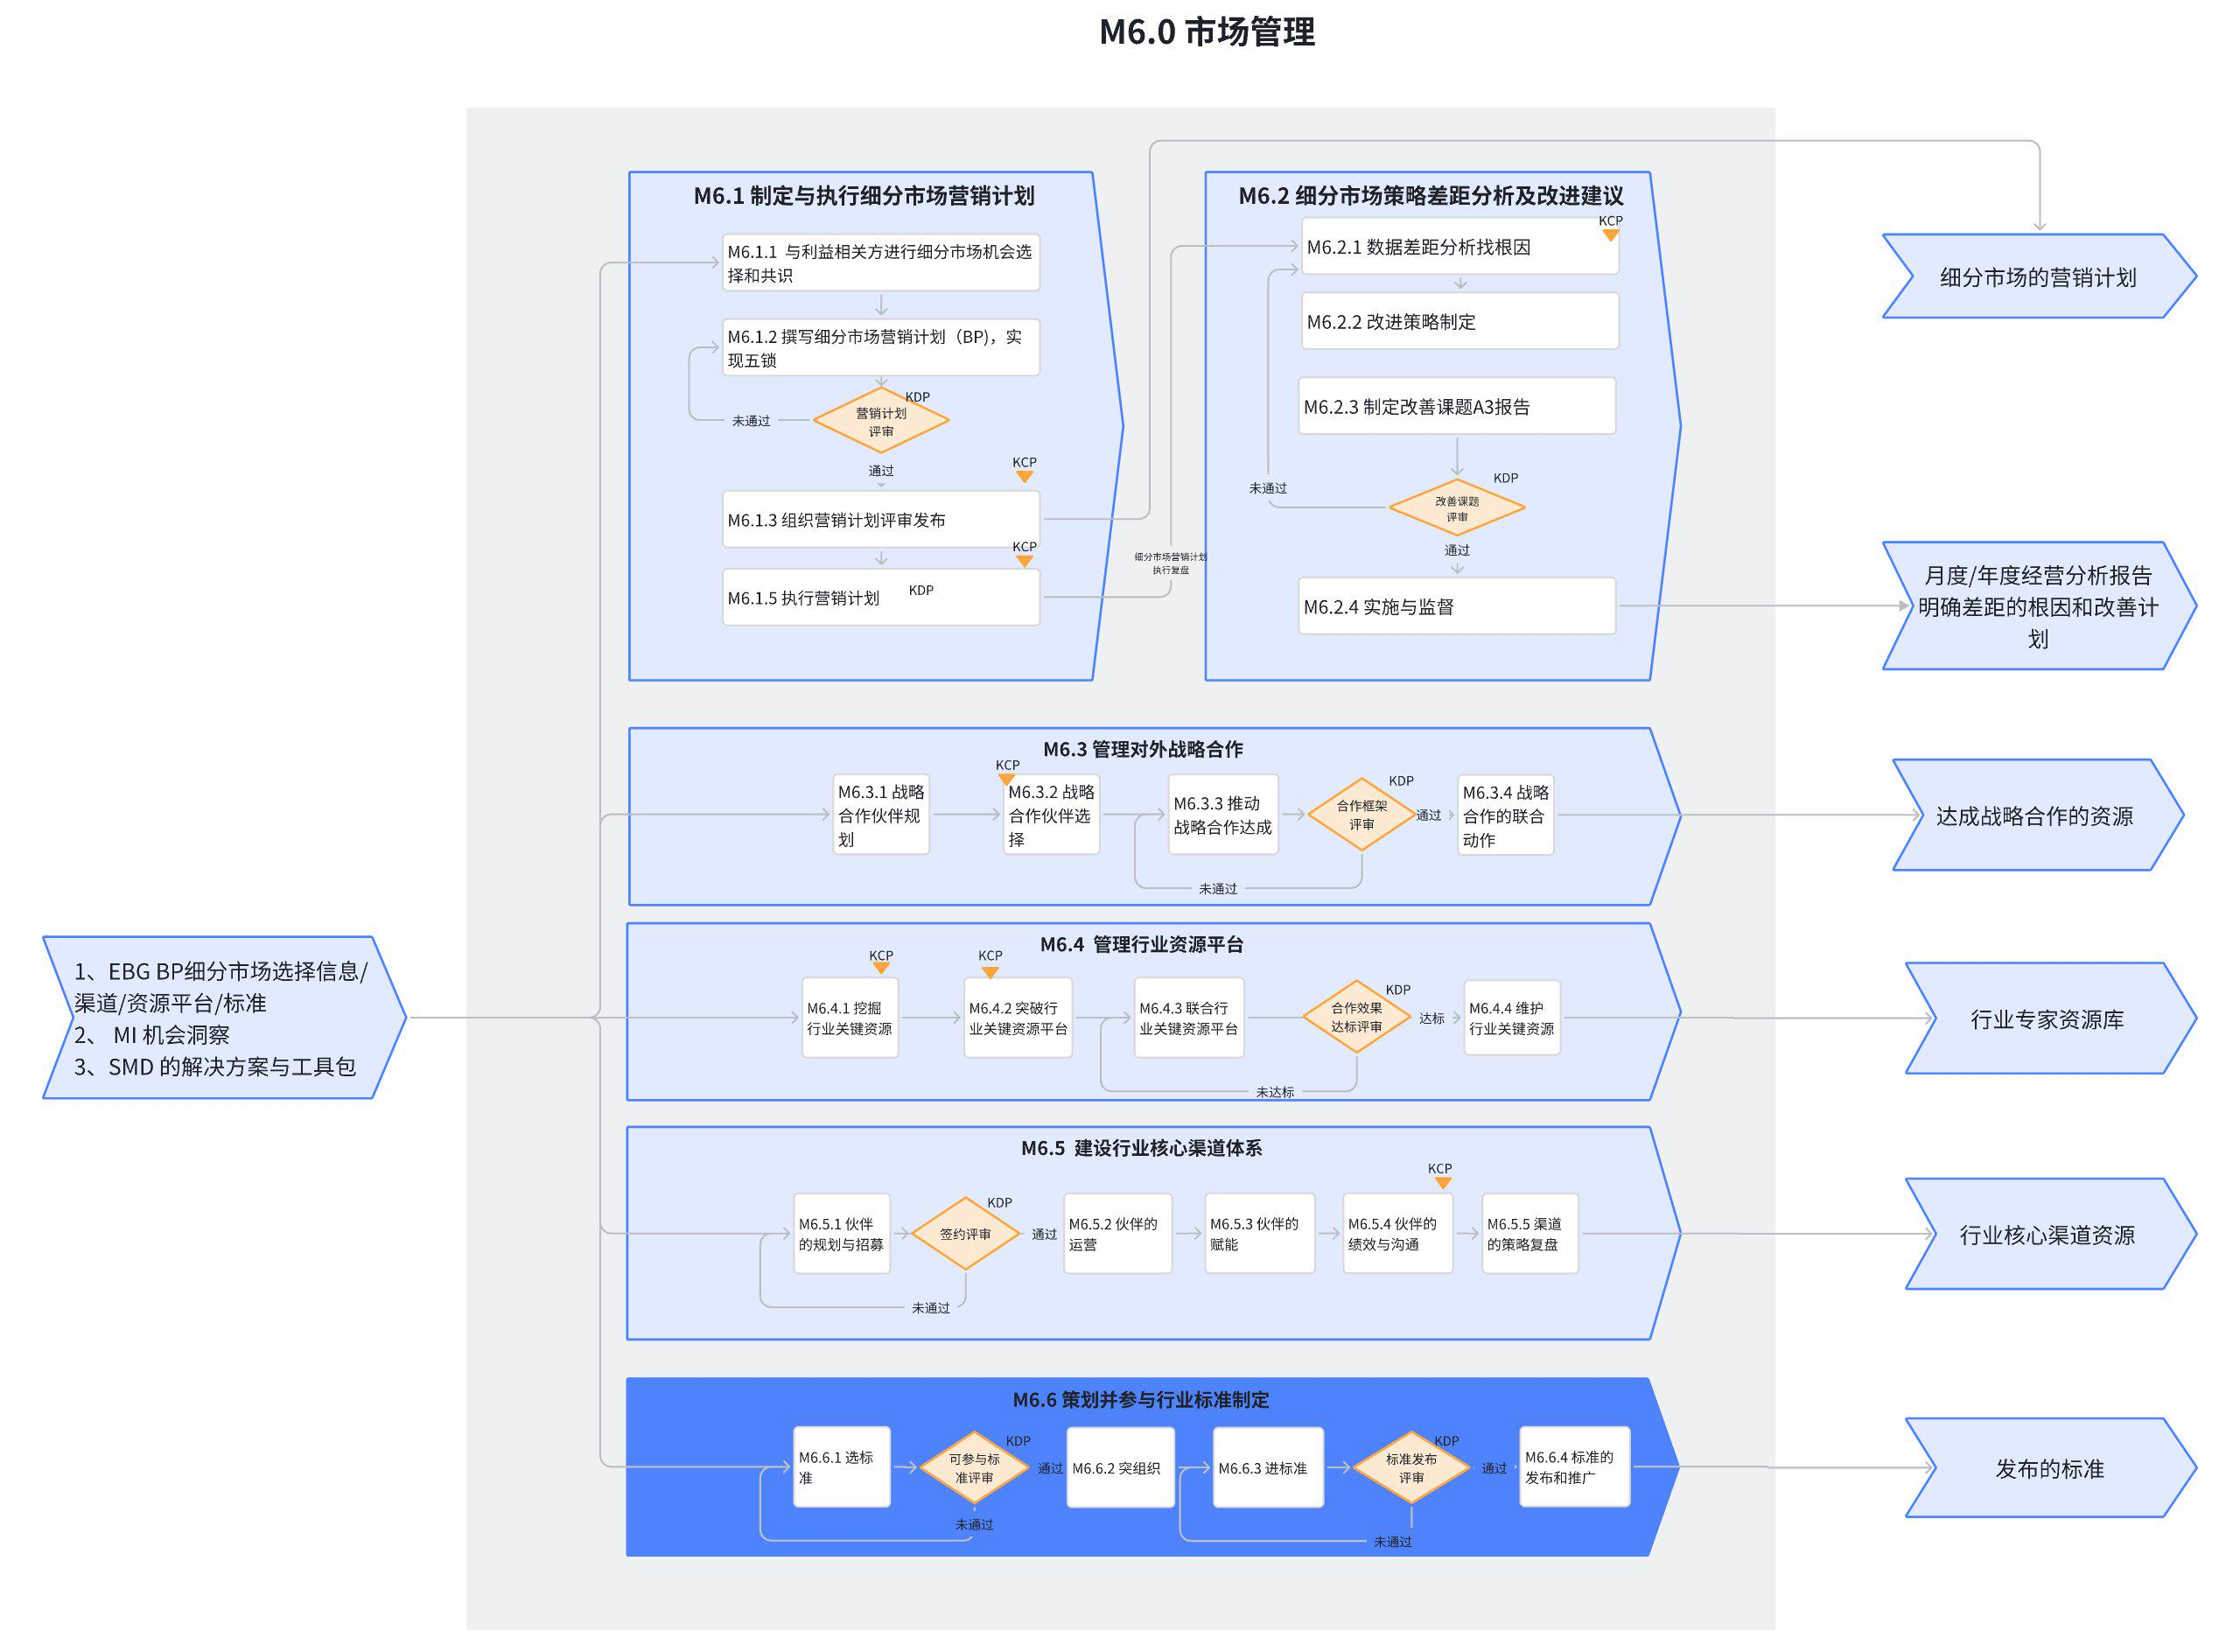 M6.0 市场管理
M6.1 制定与执行细分市场营销计划
M6.1.1 与利益相关方进行细分市场机会选
择和共识
M6.1.2 撰写细分市场营销计划（BP)，实
现五锁
KDP
营销计划
评审
未通过
通过
KCP
M6.1.3 组织营销计划评审发布
KCP
M6.1.5 执行营销计划
KDP
细分市场营销计划
执行复盘
M6.2 细分市场策略差距分析及改进建议
KCP
M6.2.1 数据差距分析找根因
M6.2.2 改进策略制定
M6.2.3 制定改善课题A3报告
KDP
改善课题
评审
未通过
通过
M6.2.4 实施与监督
细分市场的营销计划
月度/年度经营分析报告
明确差距的根因和改善计
划
M6.3 管理对外战略合作
M6.3.1 战略
合作伙伴规
划
KCP
M6.3.2 战略
合作伙伴选
择
M6.3.3 推动
战略合作达成
KDP
合作框架
评审
通过
M6.3.4 战略
合作的联合
动作
未通过
达成战略合作的资源
1、EBG BP细分市场选择信息/
渠道/资源平台/标准
2、 MI 机会洞察
3、SMD 的解决方案与工具包
M6.4 管理行业资源平台
KCP
M6.4.1 挖掘
行业关键资源
KCP
M6.4.2 突破行
业关键资源平台
M6.4.3 联合行
业关键资源平台
KDP
合作效果
达标评审
达标
M6.4.4 维护
行业关键资源
未达标
行业专家资源库
M6.5 建设行业核心渠道体系
M6.5.1 伙伴
的规划与招募
KDP
签约评审
通过
M6.5.2 伙伴的
运营
M6.5.3 伙伴的
赋能
KCP
M6.5.4 伙伴的
绩效与沟通
M6.5.5 渠道
的策略复盘
未通过
行业核心渠道资源
M6.6 策划并参与行业标准制定
M6.6.1 选标
准
KDP
可参与标
准评审
通过
未通过
M6.6.2 突组织
M6.6.3 进标准
KDP
标准发布
评审
通过
未通过
M6.6.4 标准的
发布和推广
发布的标准